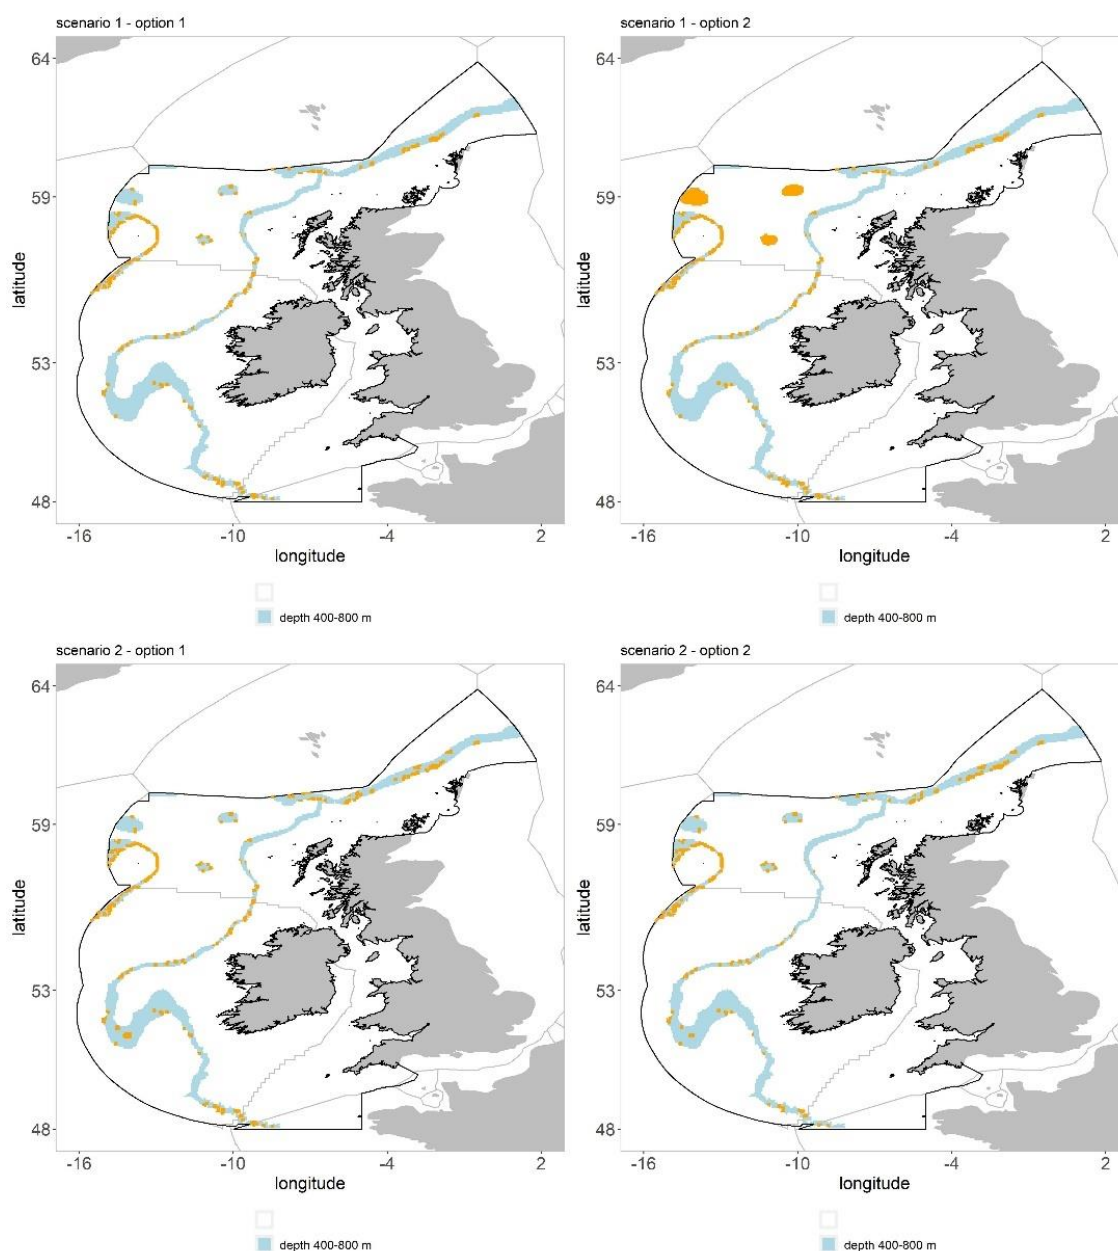 scenario 1 - option 1
scenario 1 - option 2
64
59
53
48
latitude
-16
-10
-4
2
longitude
depth 400-800 m
64
59
53
48
latitude
-16
-10
-4
2
longitude
depth 400-800 m
scenario 2 - option 1
scenario 2 - option 2
64
59
53
48
latitude
-16
-10
-4
2
longitude
depth 400-800 m
64
59
53
48
latitude
-16
-10
-4
2
longitude
depth 400-800 m